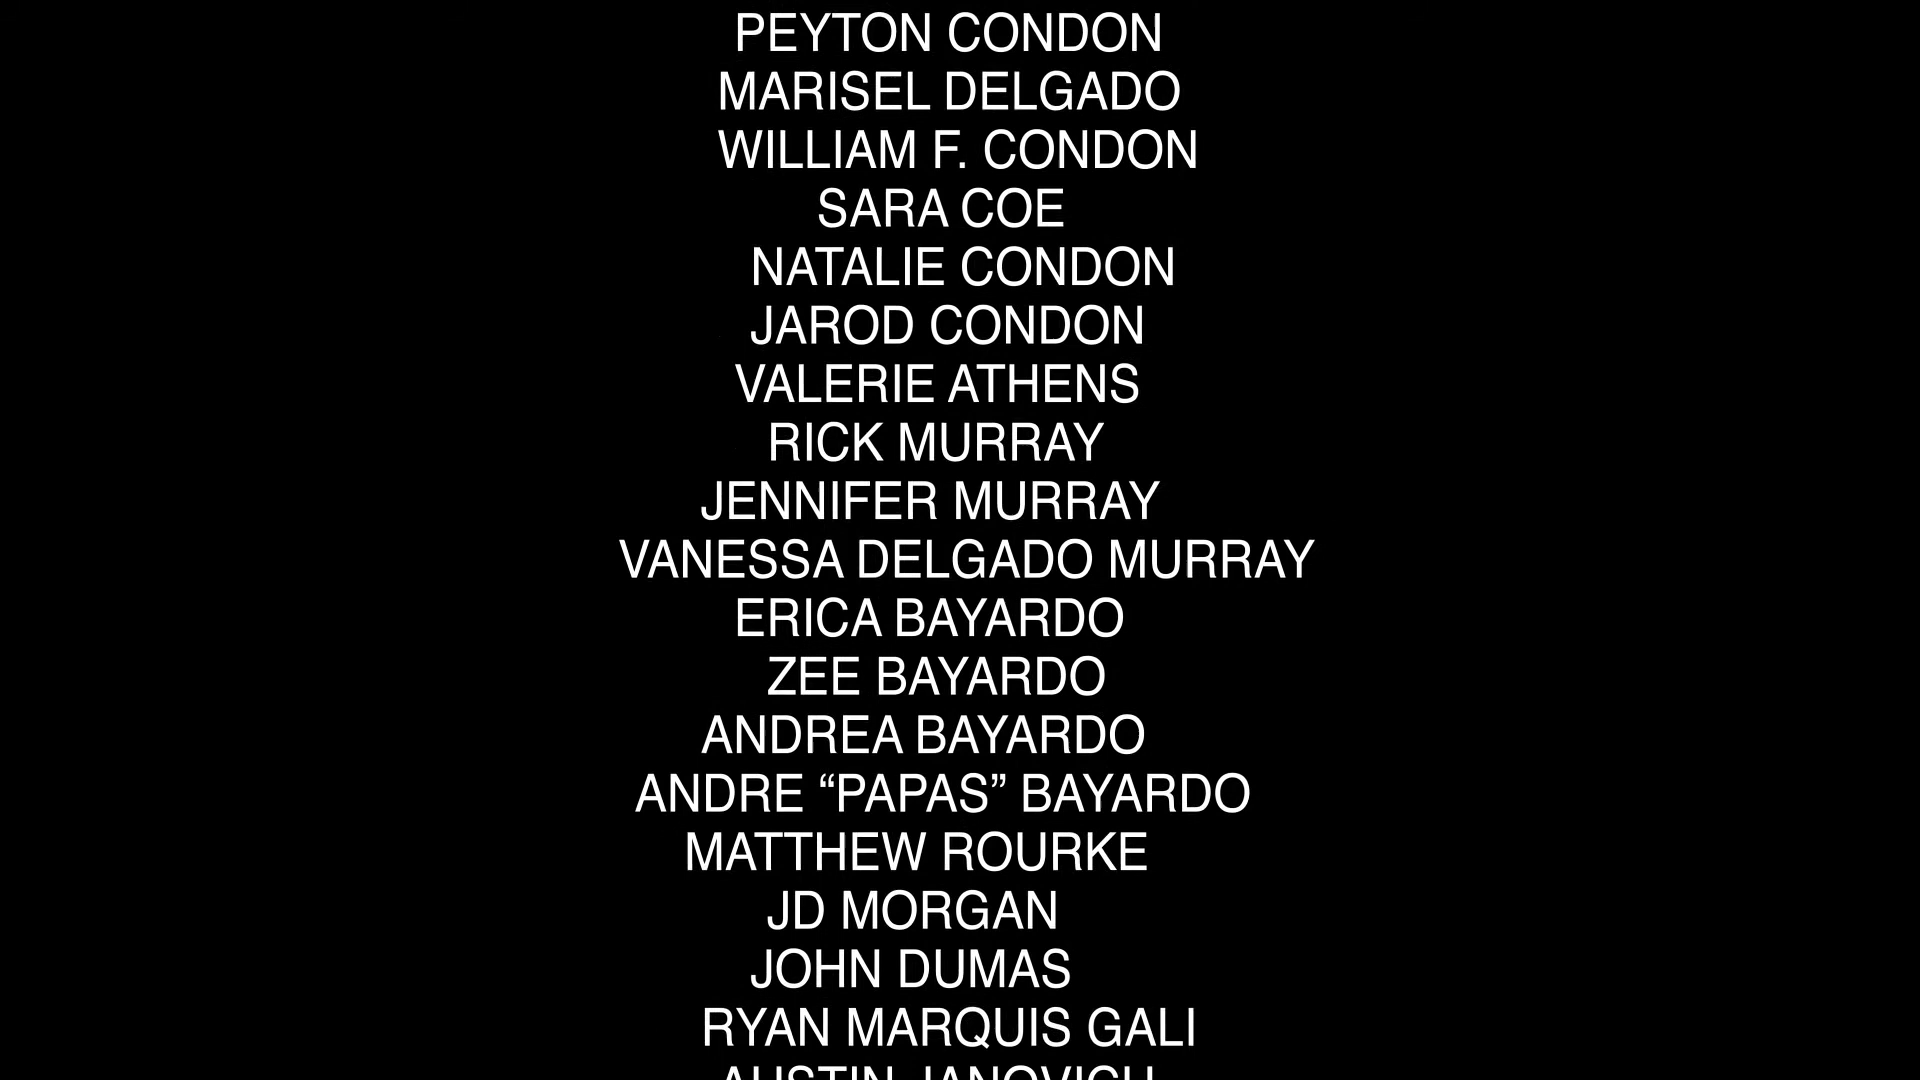 PEYTON CONDON
MARISEL DELGADO
WILLIAM F. CONDON
SARA COE
NATALIE CONDON
JAROD CONDON
VALERIE ATHENS
RICK MURRAY
JENNIFER MURRAY
VANESSA DELGADO MURRAY
ERICA BAYARDO
ZEE BAYARDO
ANDREA BAYARDO
ANDRE “PAPAS” BAYARDO
MATTHEW ROURKE
JD MORGAN
JOHN DUMAS
RYAN MARQUIS GALI
AUSTIN JANOVICH